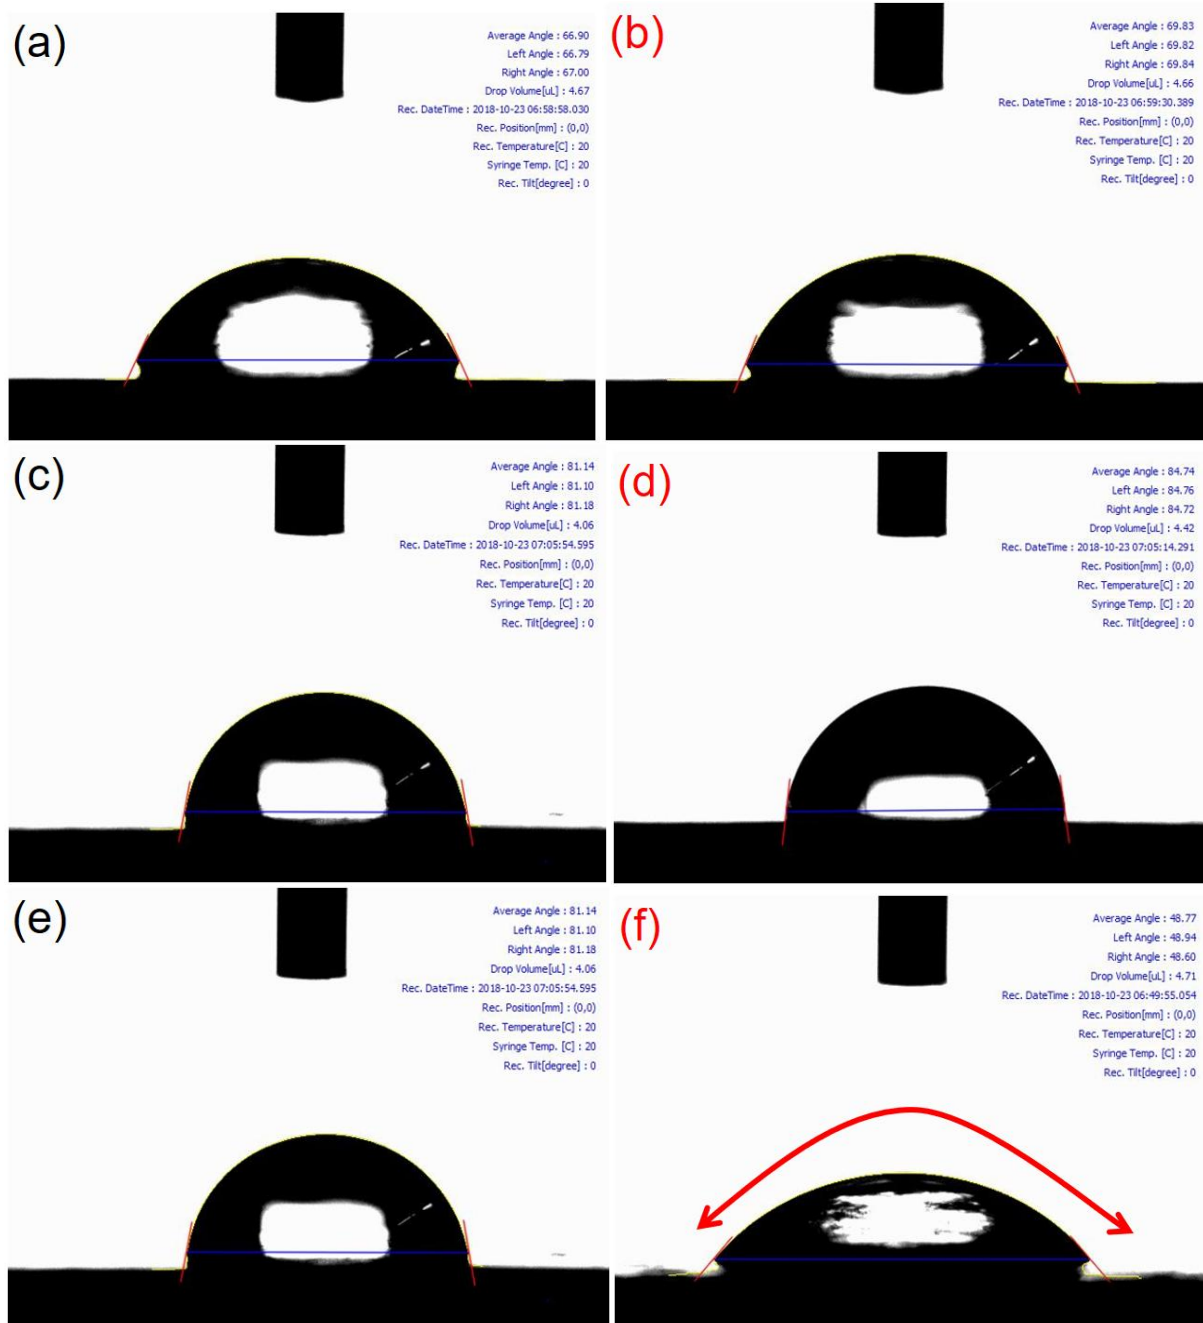 (a)
Average Angle : 66.90
Left Angle : 66.79
Right Angle : 67.00
Drop Volume[uL] : 4.67
Rec. DateTime : 2018-10-23 06:58:58.030
Rec. Position[mm] : (0,0)
Rec. Temperature[C] : 20
Syringe Temp. [C] : 20
Rec. Tilt[degree] : 0
(b)
Average Angle : 69.83
Left Angle : 69.82
Right Angle : 69.84
Drop Volume[uL] : 4.66
Rec. DateTime : 2018-10-23 06:59:30.389
Rec. Position[mm] : (0,0)
Rec. Temperature[C] : 20
Syringe Temp. [C] : 20
Rec. Tilt[degree] : 0
(c)
Average Angle : 81.14
Left Angle : 81.10
Right Angle : 81.18
Drop Volume[uL] : 4.06
Rec. DateTime : 2018-10-23 07:05:54.595
Rec. Position[mm] : (0,0)
Rec. Temperature[C] : 20
Syringe Temp. [C] : 20
Rec. Tilt[degree] : 0
(d)
Average Angle : 84.74
Left Angle : 84.76
Right Angle : 84.72
Drop Volume[uL] : 4.42
Rec. DateTime : 2018-10-23 07:05:14.291
Rec. Position[mm] : (0,0)
Rec. Temperature[C] : 20
Syringe Temp. [C] : 20
Rec. Tilt[degree] : 0
(e)
Average Angle : 81.14
Left Angle : 81.10
Right Angle : 81.18
Drop Volume[uL] : 4.06
Rec. DateTime : 2018-10-23 07:05:54.595
Rec. Position[mm] : (0,0)
Rec. Temperature[C] : 20
Syringe Temp. [C] : 20
Rec. Tilt[degree] : 0
(f)
Average Angle : 48.77
Left Angle : 48.94
Right Angle : 48.60
Drop Volume[uL] : 4.71
Rec. DateTime : 2018-10-23 06:49:55.054
Rec. Position[mm] : (0,0)
Rec. Temperature[C] : 20
Syringe Temp. [C] : 20
Rec. Tilt[degree] : 0